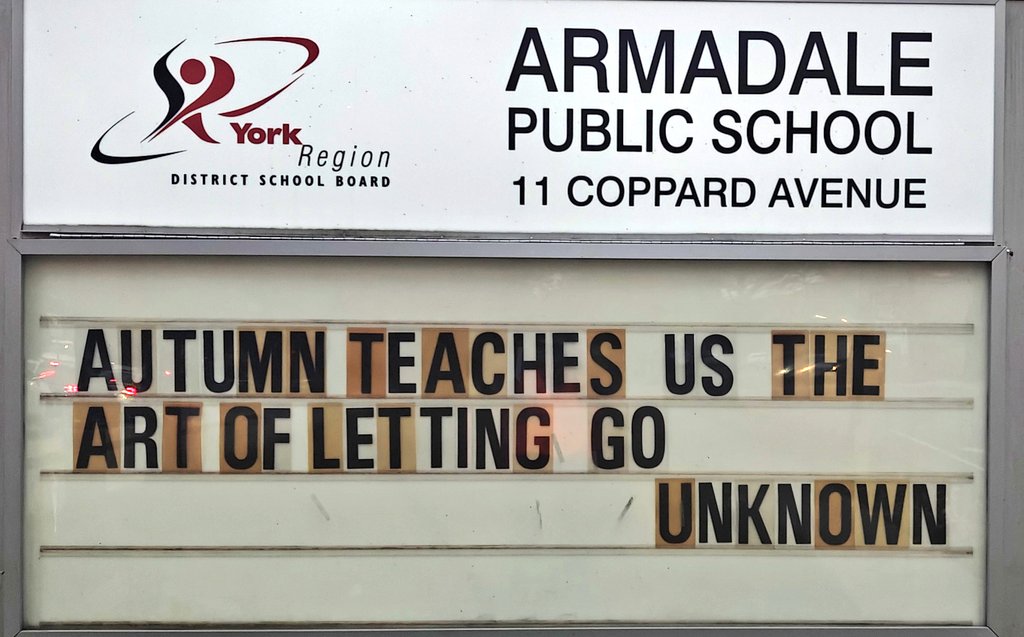 York
Region
DISTRICT SCHOOL BOARD
ARMADALE
PUBLIC SCHOOL
11 COPPARD AVENUE
AUTUMN TEACHES US THE
ART OF LETTING GO
UNKNOWN